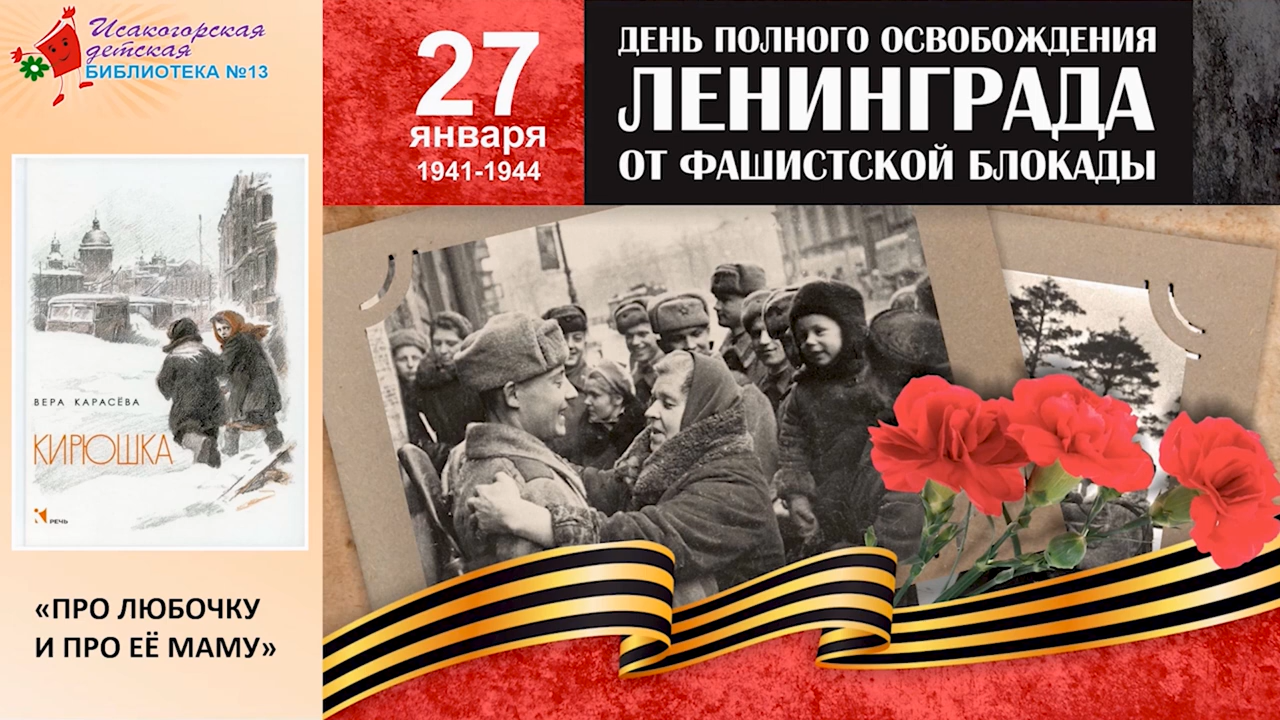 Исакогорская
детская
БИБЛИОТЕКА №13
ВЕРА КАРАСЁВА
КИРЮШКА
РЕЧЬ
«ПРО ЛЮБОЧКУ
И ПРО ЕЁ МАМУ»
27
января
1941-1944
ДЕНЬ ПОЛНОГО ОСВОБОЖДЕНИЯ
ЛЕНИНГРАДА
ОТ ФАШИСТСКОЙ БЛОКАДЫ